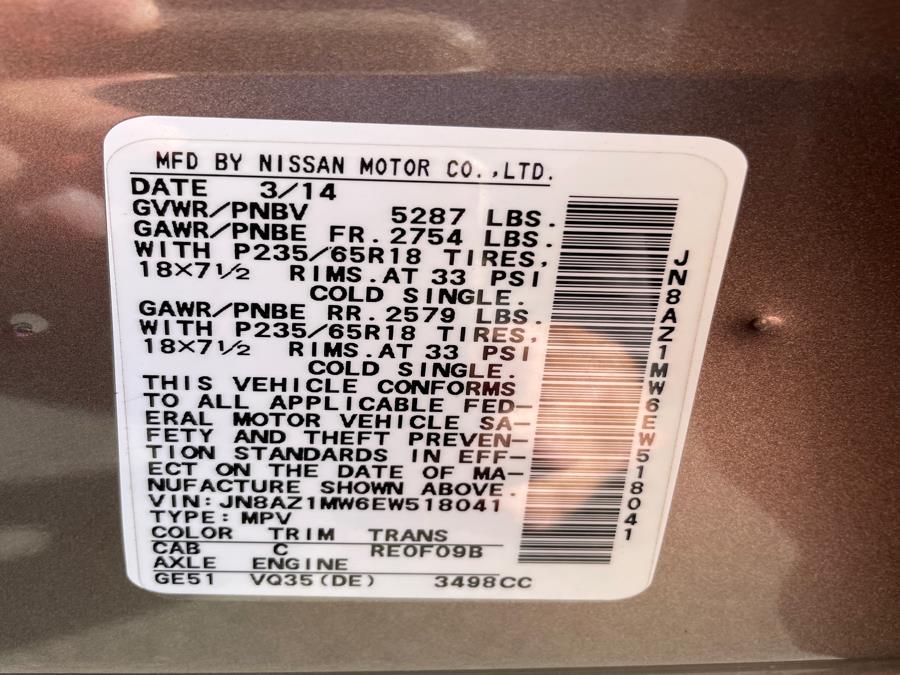 MFD BY NISSAN MOTOR CO.,LTD.
DATE 3/14
GVWR/PNBV 5287 LBS.
GAWR/PNBE FR.2754 LBS.
WITH P235/65R18 TIRES,
18X7 1/2 RIMS.AT 33 PSI
COLD SINGLE.
GAWR/PNBE RR.2579 LBS.
WITH P235/65R18 TIRES,
18X7 1/2 RIMS.AT 33 PSI
COLD SINGLE.
THIS VEHICLE CONFORMS
TO ALL APPLICABLE FED-
ERAL MOTOR VEHICLE SA-
FETY AND THEFT PREVEN-
TION STANDARDS IN EFF-
ECT ON THE DATE OF MA-
NUFACTURE SHOWN ABOVE.
VIN:JN8AZ1MW6EW518041
TYPE:MPV
COLOR TRIM TRANS
CAB C RE0F09B
AXLE ENGINE
GE51 VQ35(DE) 3498CC
JN8AZ1MW6EW518041